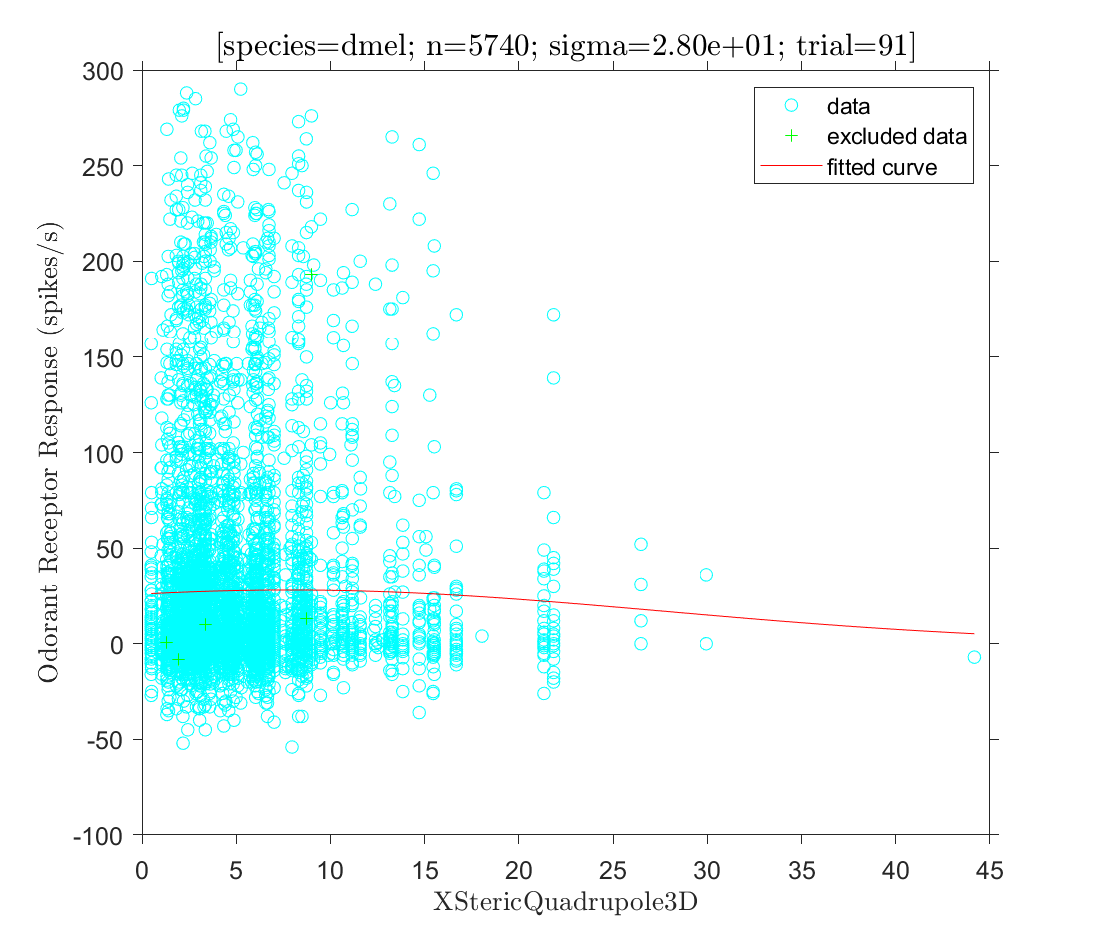 [species=dmel; n=5740; sigma=2.80e+01; trial=91]
300
250
200
150
100
50
0
-50
-100
Odorant Receptor Response (spikes/s)
data
excluded data
fitted curve
0 5 10 15 20 25 30 35 40 45
XStericQuadrupole3D